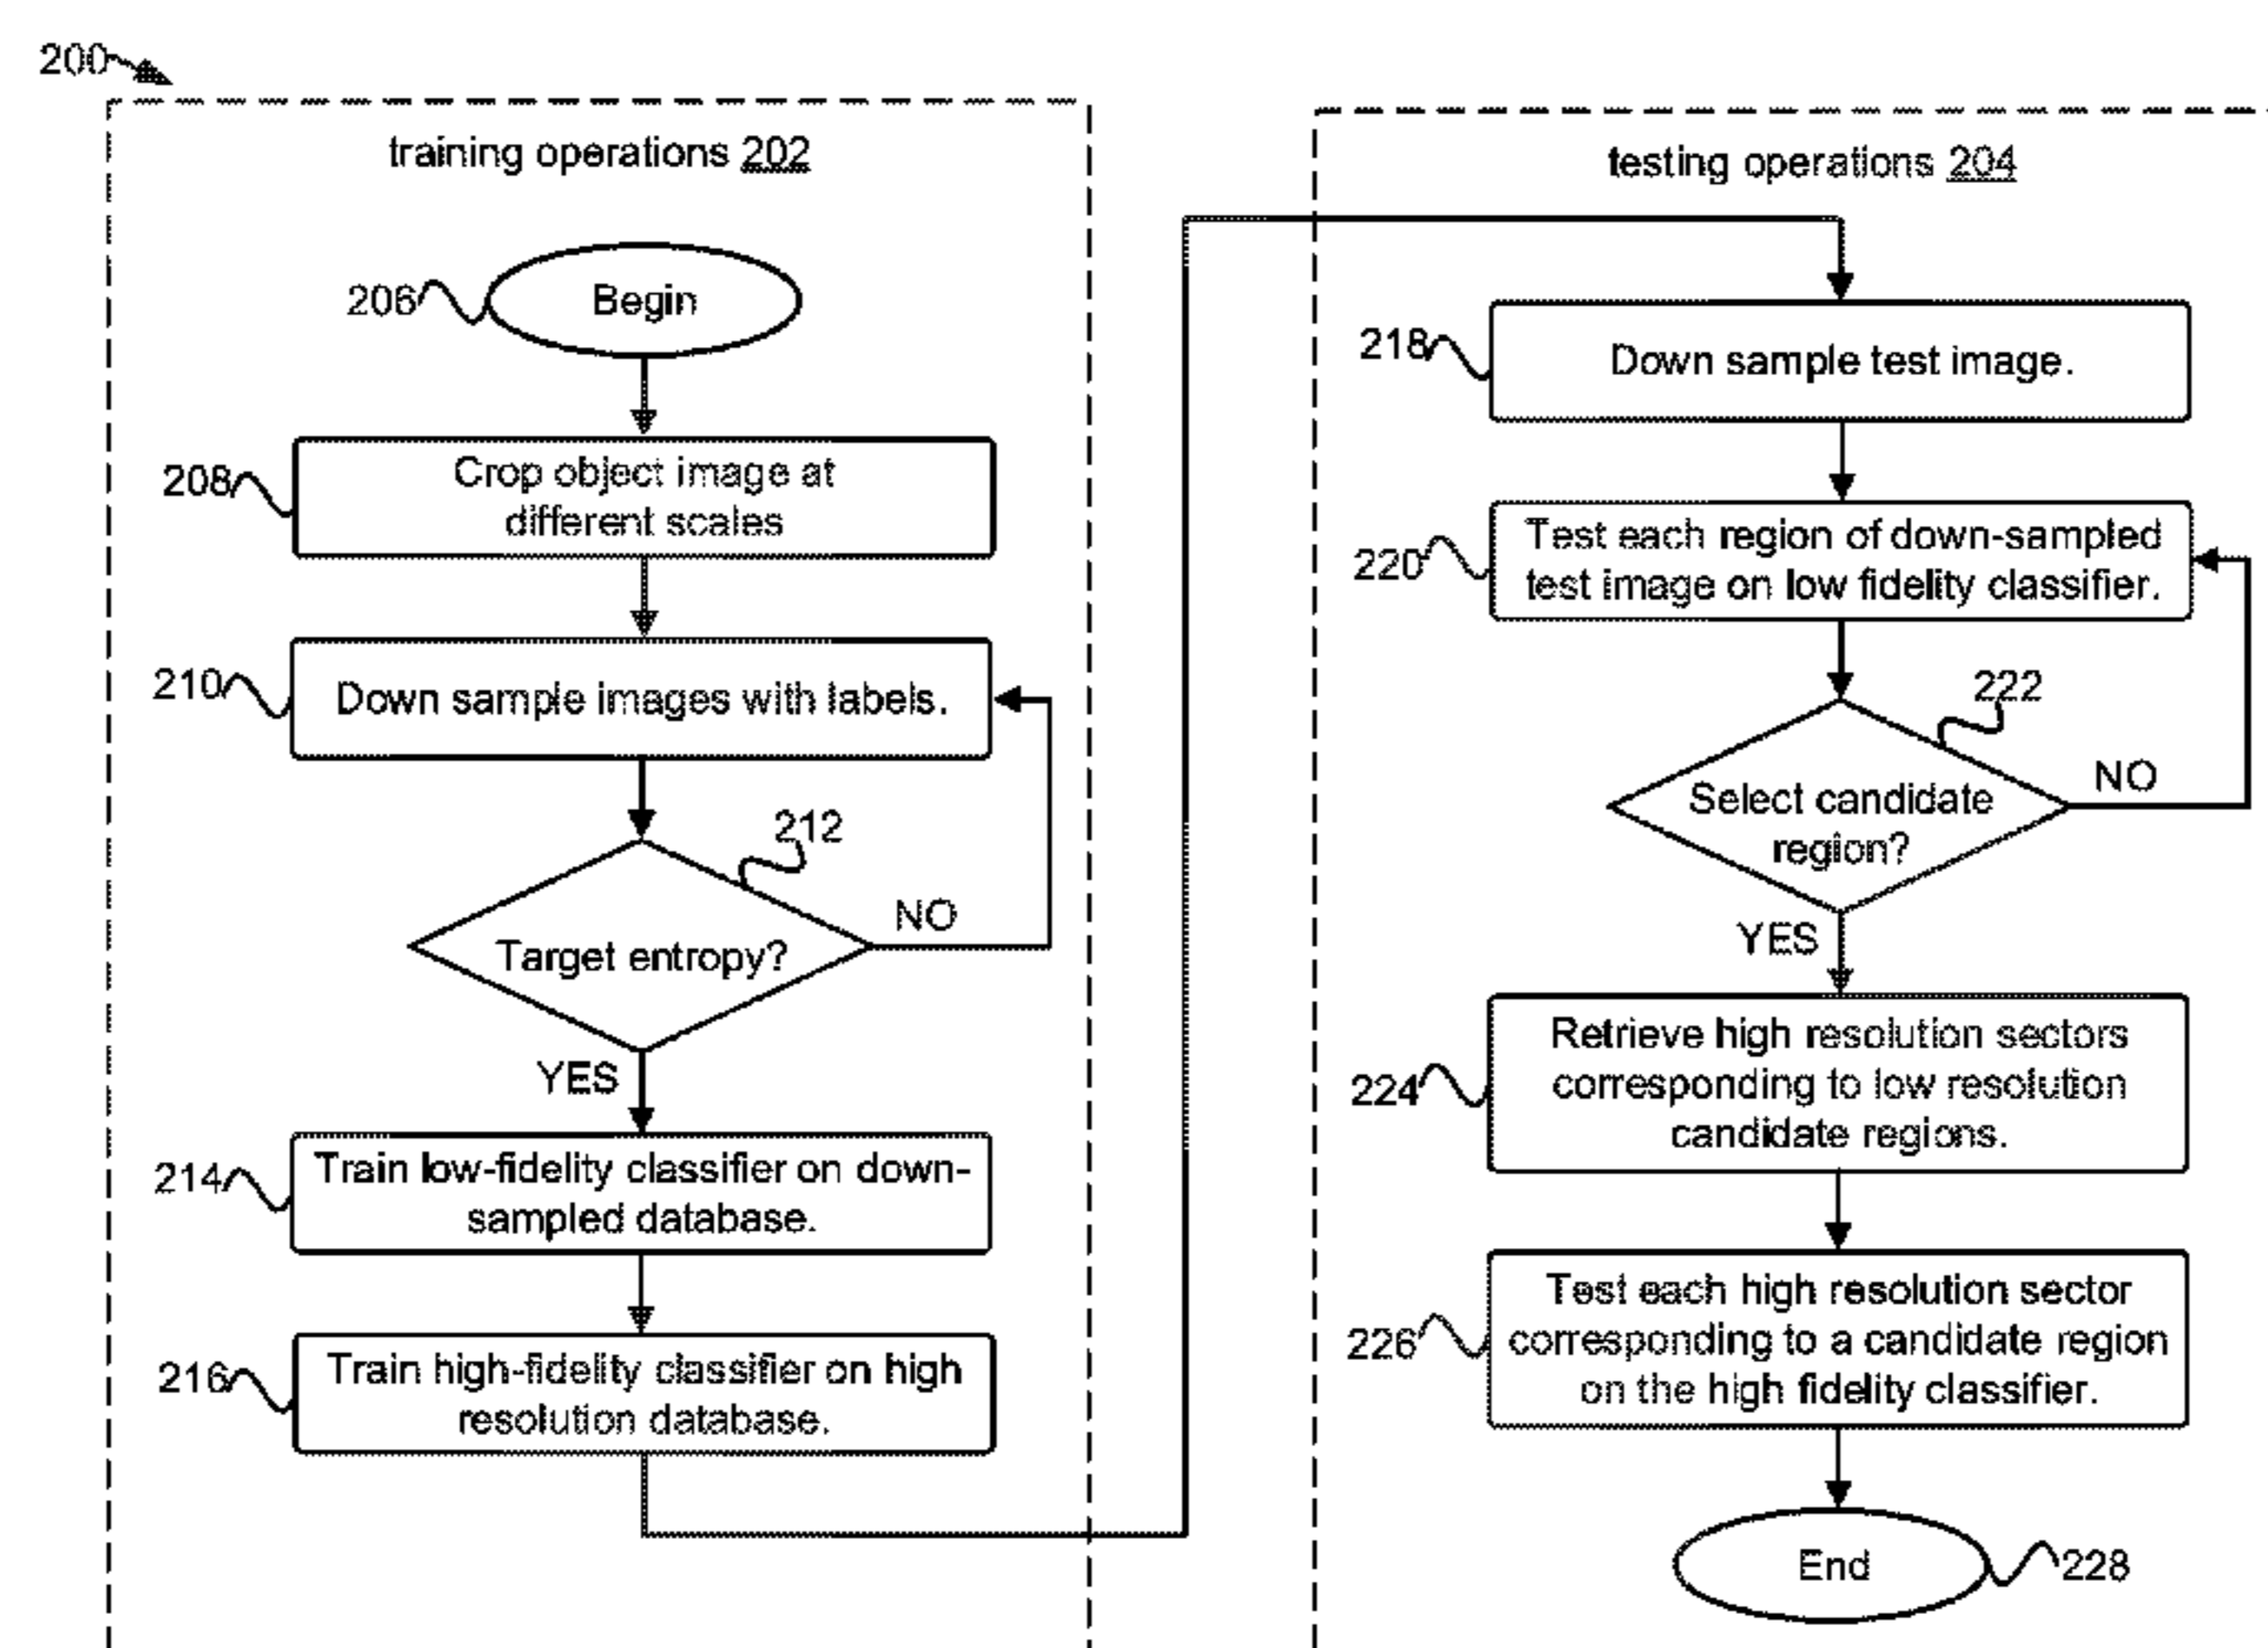 200
training operations 202
206
Begin
208
Crop object image at
different scales
210
Down sample images with labels.
212
NO
Target entropy?
YES
214
Train low-fidelity classifier on down-
sampled database.
216
Train high-fidelity classifier on high
resolution database.
testing operations 204
218
Down sample test image.
220
Test each region of down-sampled
test image on low fidelity classifier.
222
NO
Select candidate
region?
YES
224
Retrieve high resolution sectors
corresponding to low resolution
candidate regions.
226
Test each high resolution sector
corresponding to a candidate region
on the high fidelity classifier.
End
228